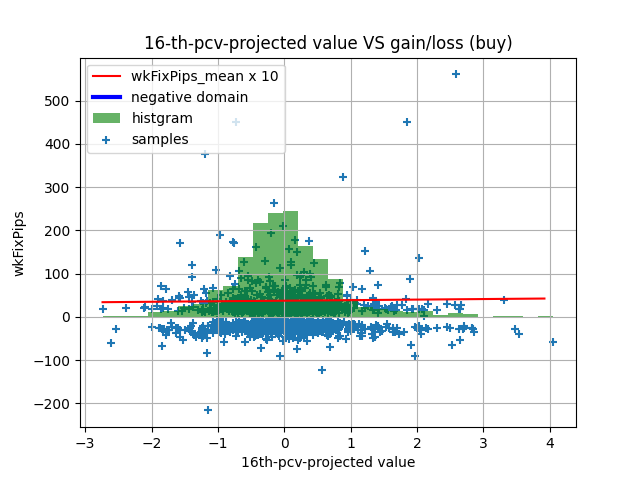 16-th-pcv-projected value VS gain/loss (buy)
wkFixPips_mean x 10
negative domain
histgram
samples
500
400
300
200
100
0
−100
−200
wkFixPips
−3 −2 −1 0 1 2 3 4
16th-pcv-projected value